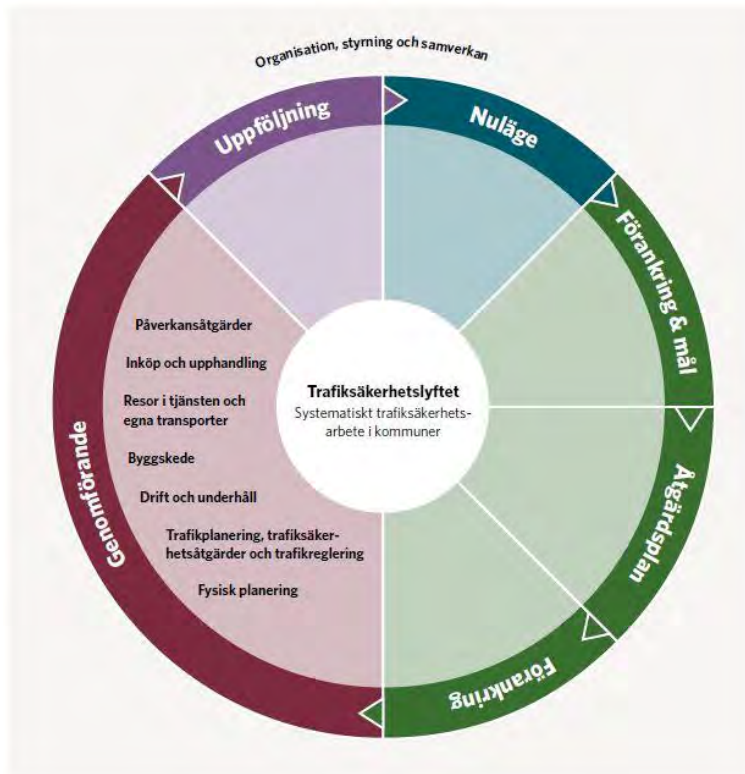 Organisation, styrning och samverkan
Uppföljning
Nuläge
Förankring & mål
Åtgärdsplan
Förankring
Genomförande
Påverkansåtgärder
Inköp och upphandling
Resor i tjänsten och
egna transporter
Byggskede
Drift och underhåll
Trafikplanering, trafiksäker-
hetsåtgärder och trafikreglering
Fysisk planering
Trafiksäkerhetslyftet
Systematiskt trafiksäkerhets-
arbete i kommuner